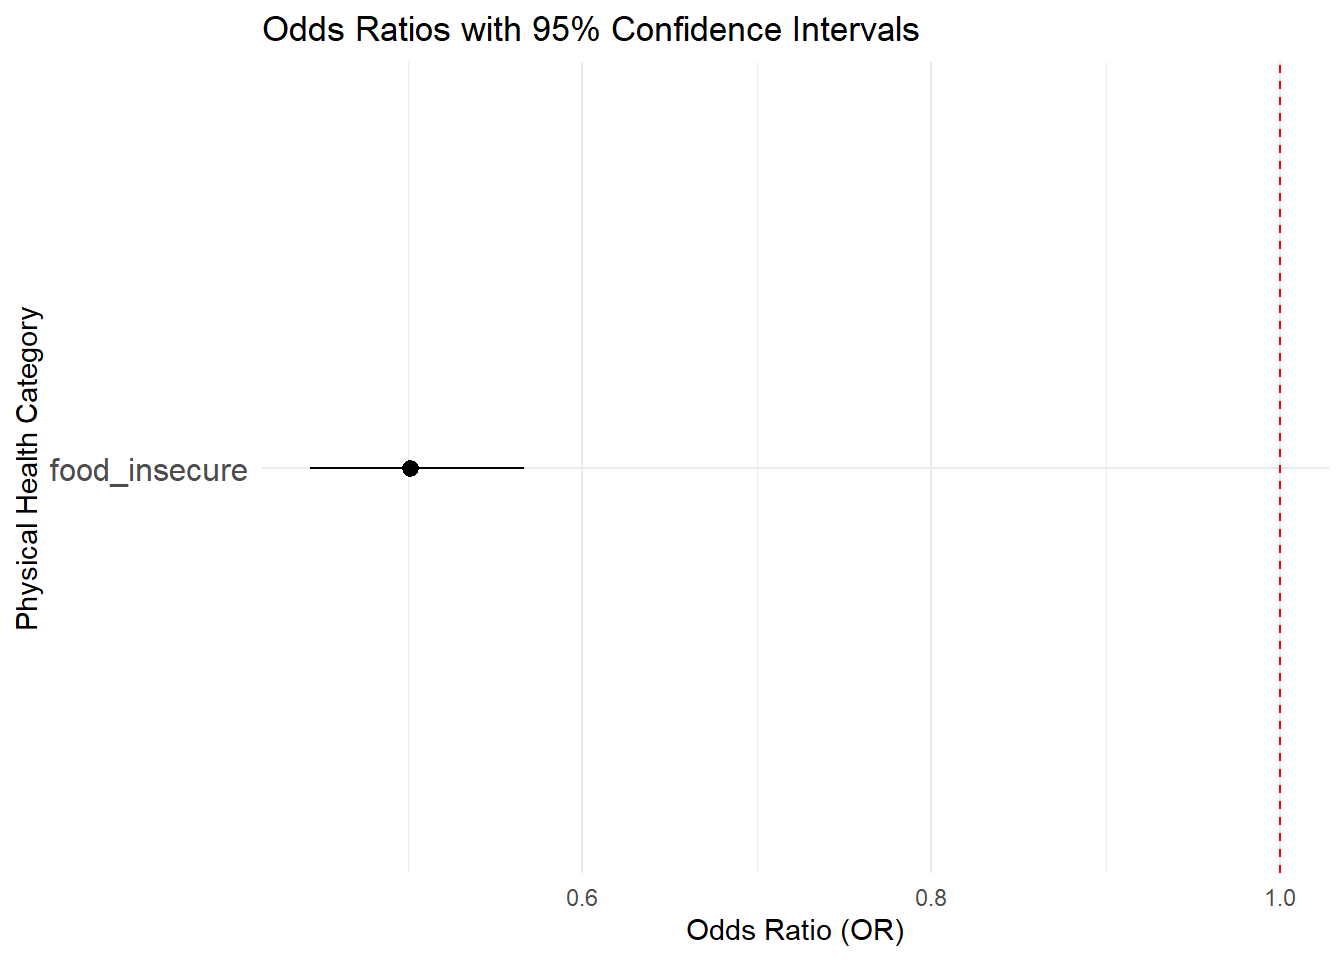 Odds Ratios with 95% Confidence Intervals
Physical Health Category
food_insecure
0.6 0.8 1.0
Odds Ratio (OR)